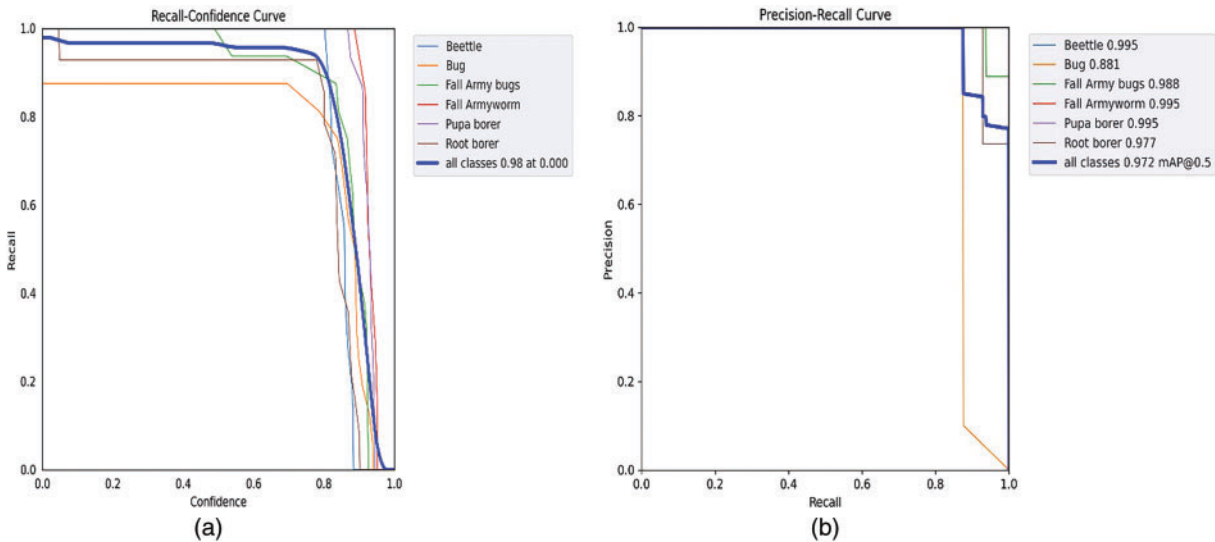 Recall-Confidence Curve
1.0
0.8
0.6
0.4
0.2
0.0
Recall
0.0 0.2 0.4 0.6 0.8 1.0
Confidence
Beettle
Bug
Fall Army bugs
Fall Armyworm
Pupa borer
Root borer
all classes 0.98 at 0.000
(a)
Precision-Recall Curve
1.0
0.8
0.6
0.4
0.2
0.0
Precision
0.0 0.2 0.4 0.6 0.8 1.0
Recall
Beetle 0.995
Bug 0.881
Fall Army bugs 0.988
Fall Armyworm 0.995
Pupa borer 0.995
Root borer 0.977
all classes 0.972 mAP@0.5
(b)